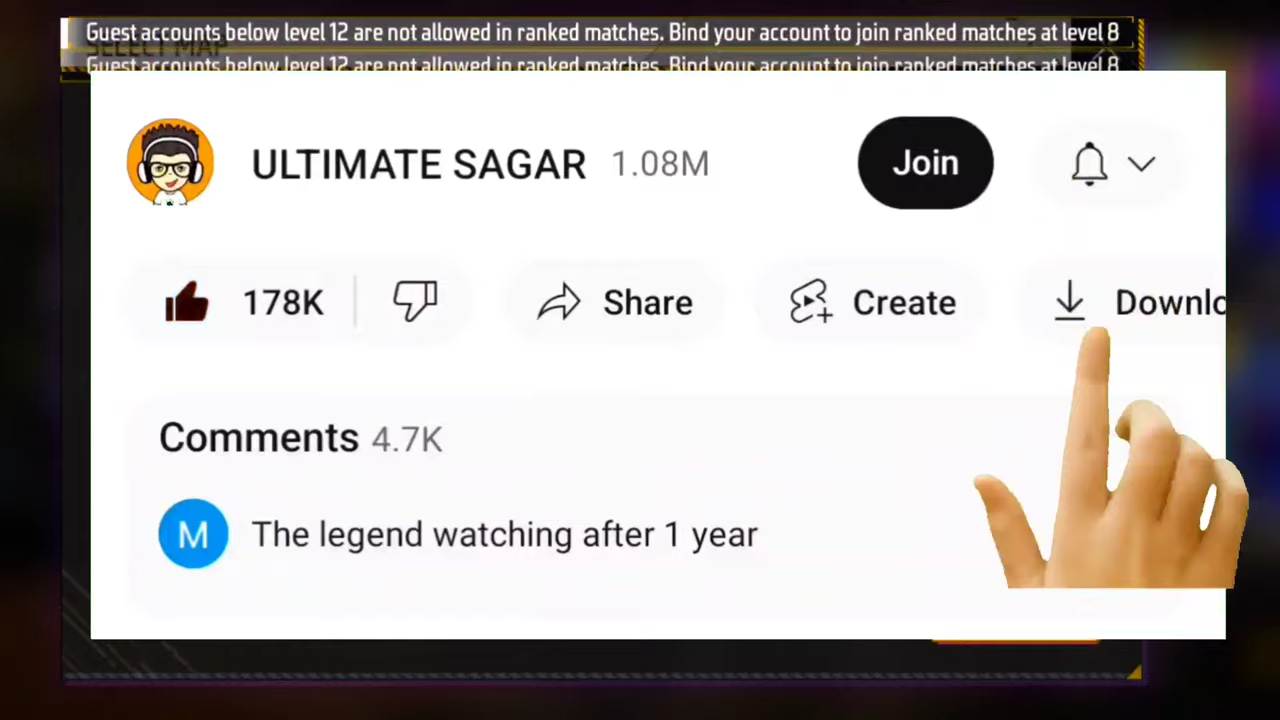 Guest accounts below level 12 are not allowed in ranked matches. Bind your account to join ranked matches at level 8
SELECT MAP
Guest accounts below level 12 are not allowed in ranked matches. Bind your account to join ranked matches at level 8
ULTIMATE SAGAR 1.08M Join
178K Share Create Downlo
Comments 4.7K
M The legend watching after 1 year